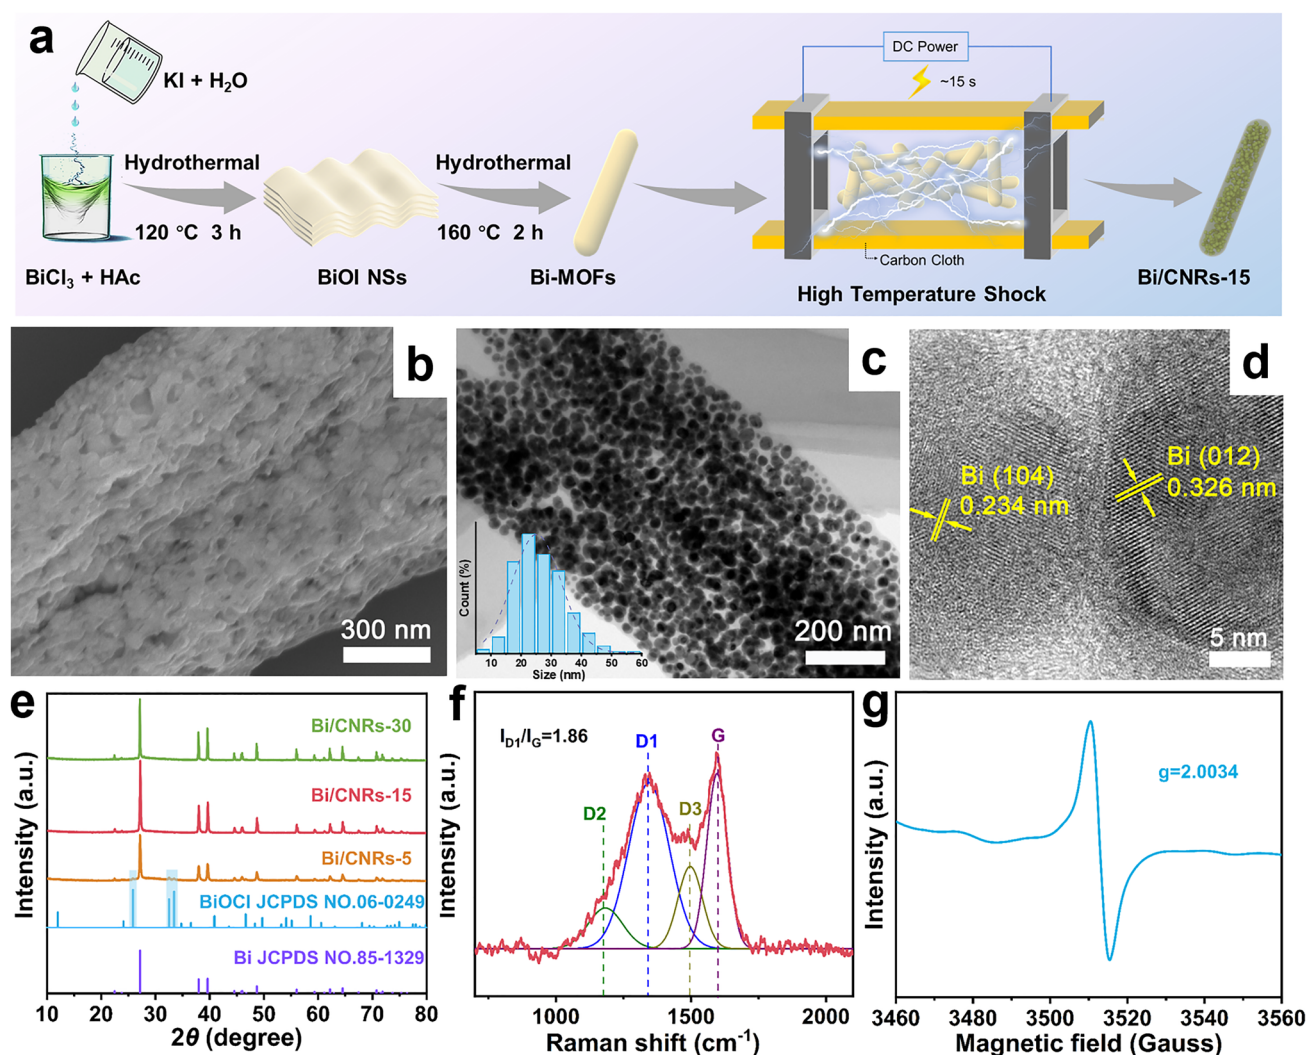 a
KI + H₂O
Hydrothermal
120 °C 3 h
BiCl₃ + HAc
BiOI NSs
Hydrothermal
160 °C 2 h
Bi-MOFs
DC Power
~15 s
Carbon Cloth
High Temperature Shock
Bi/CNRs-15
b
300 nm
c
200 nm
Count (%)
10 20 30 40 50 60
Size (nm)
d
Bi (104)
0.234 nm
Bi (012)
0.326 nm
5 nm
e
Bi/CNRs-30
Bi/CNRs-15
Bi/CNRs-5
BiOCl JCPDS NO.06-0249
Bi JCPDS NO.85-1329
Intensity (a.u.)
10 20 30 40 50 60 70 80
2θ (degree)
f
I_D1/I_G=1.86
D1
G
D2
D3
Intensity (a.u.)
1000 1500 2000
Raman shift (cm⁻¹)
g
g=2.0034
Intensity (a.u.)
3460 3480 3500 3520 3540 3560
Magnetic field (Gauss)